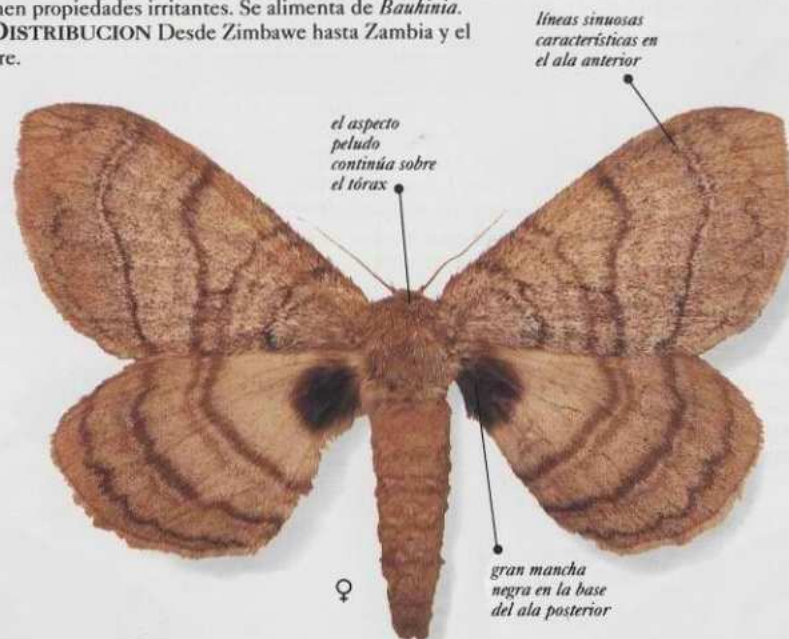 nen propiedades irritantes. Se alimenta de Bauhinia.
DISTRIBUCION Desde Zimbawe hasta Zambia y el
re.
líneas sinuosas
características en
el ala anterior
el aspecto
peludo
continúa sobre
el tórax
♀
gran mancha
negra en la base
del ala posterior